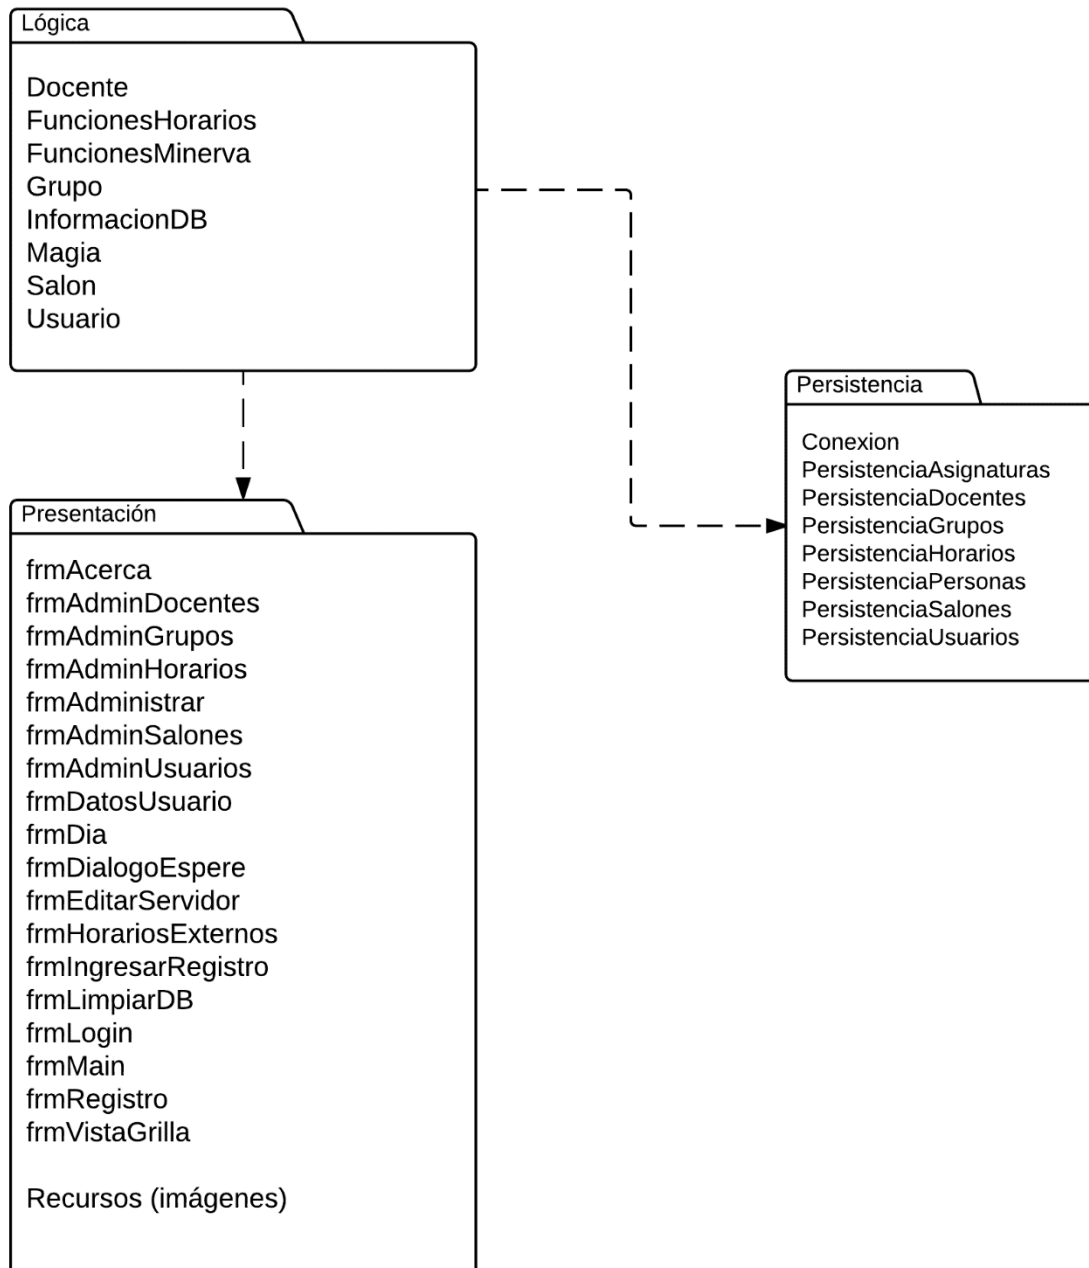 Lógica
Docente
FuncionesHorarios
FuncionesMinerva
Grupo
InformacionDB
Magia
Salon
Usuario
Persistencia
Conexion
PersistenciaAsignaturas
PersistenciaDocentes
PersistenciaGrupos
PersistenciaHorarios
PersistenciaPersonas
PersistenciaSalones
PersistenciaUsuarios
Presentación
frmAcerca
frmAdminDocentes
frmAdminGrupos
frmAdminHorarios
frmAdministrar
frmAdminSalones
frmAdminUsuarios
frmDatosUsuario
frmDia
frmDialogoEspere
frmEditarServidor
frmHorariosExternos
frmIngresarRegistro
frmLimpiarDB
frmLogin
frmMain
frmRegistro
frmVistaGrilla
Recursos (imágenes)